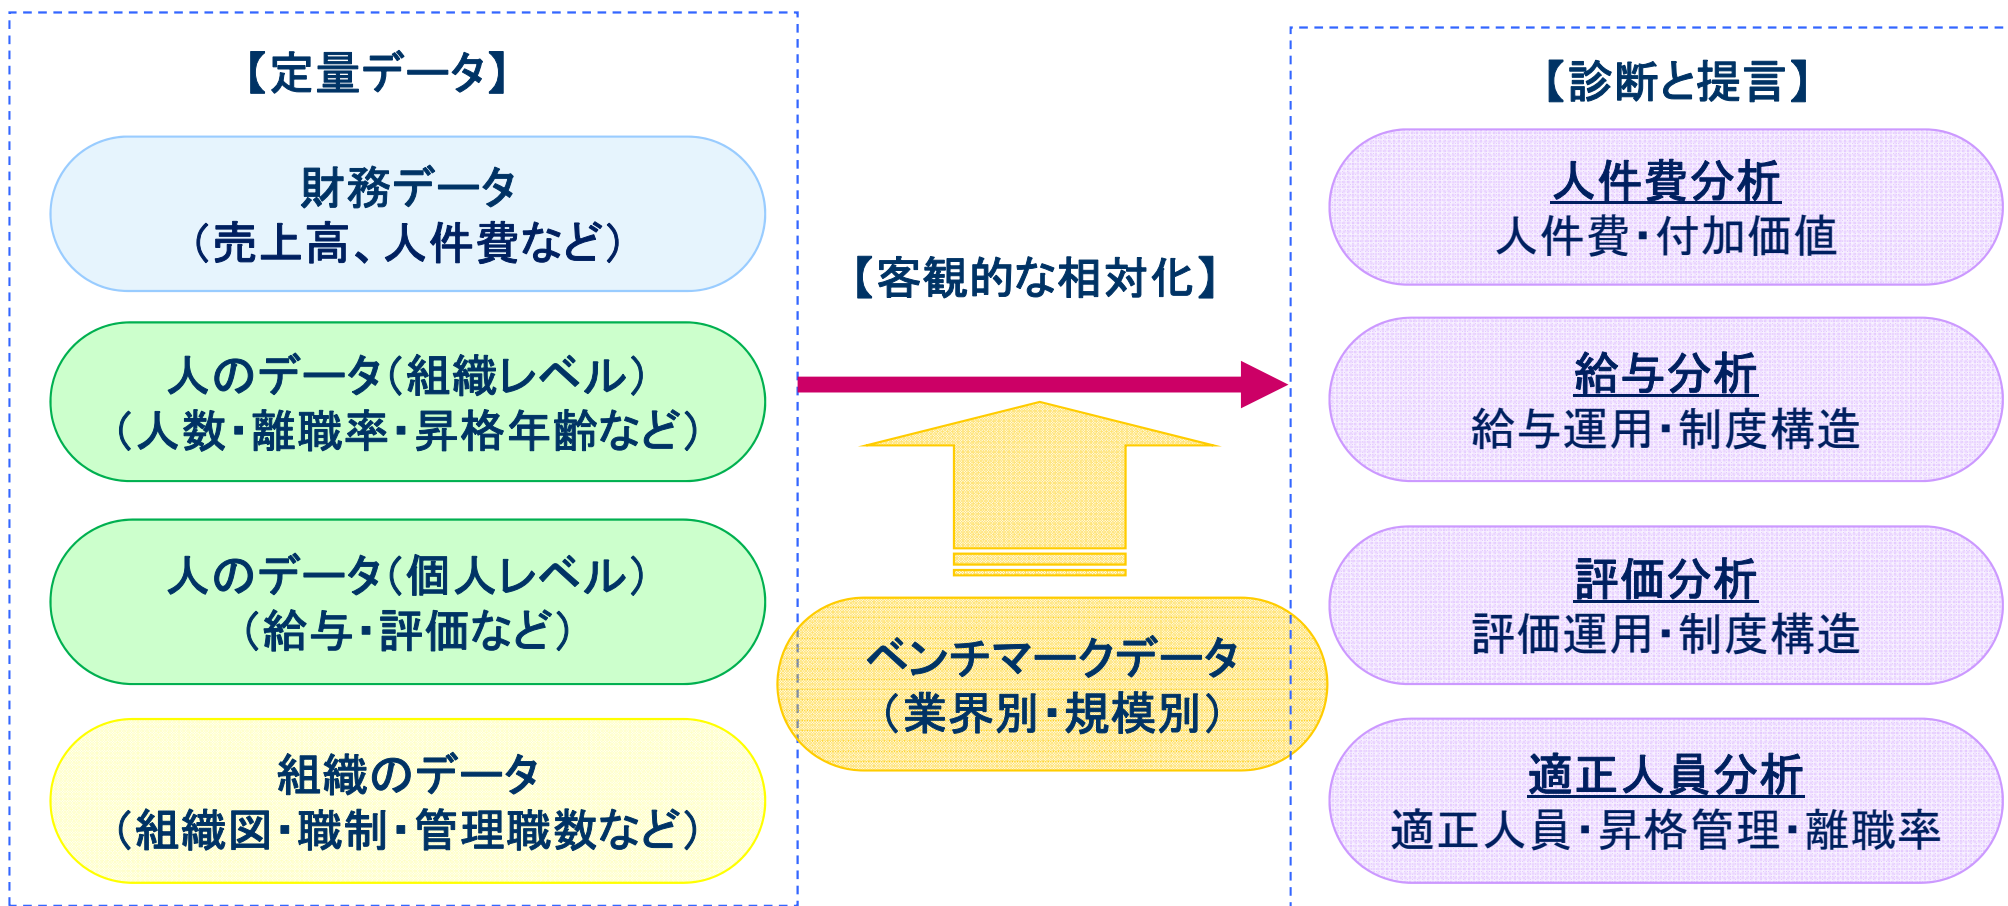 【定量データ】
財務データ
（売上高、人件費など）
人のデータ（組織レベル）
（人数・離職率・昇格年齢など）
人のデータ（個人レベル）
（給与・評価など）
組織のデータ
（組織図・職制・管理職数など）
【客観的な相対化】
ベンチマークデータ
（業界別・規模別）
【診断と提言】
人件費分析
人件費・付加価値
給与分析
給与運用・制度構造
評価分析
評価運用・制度構造
適正人員分析
適正人員・昇格管理・離職率